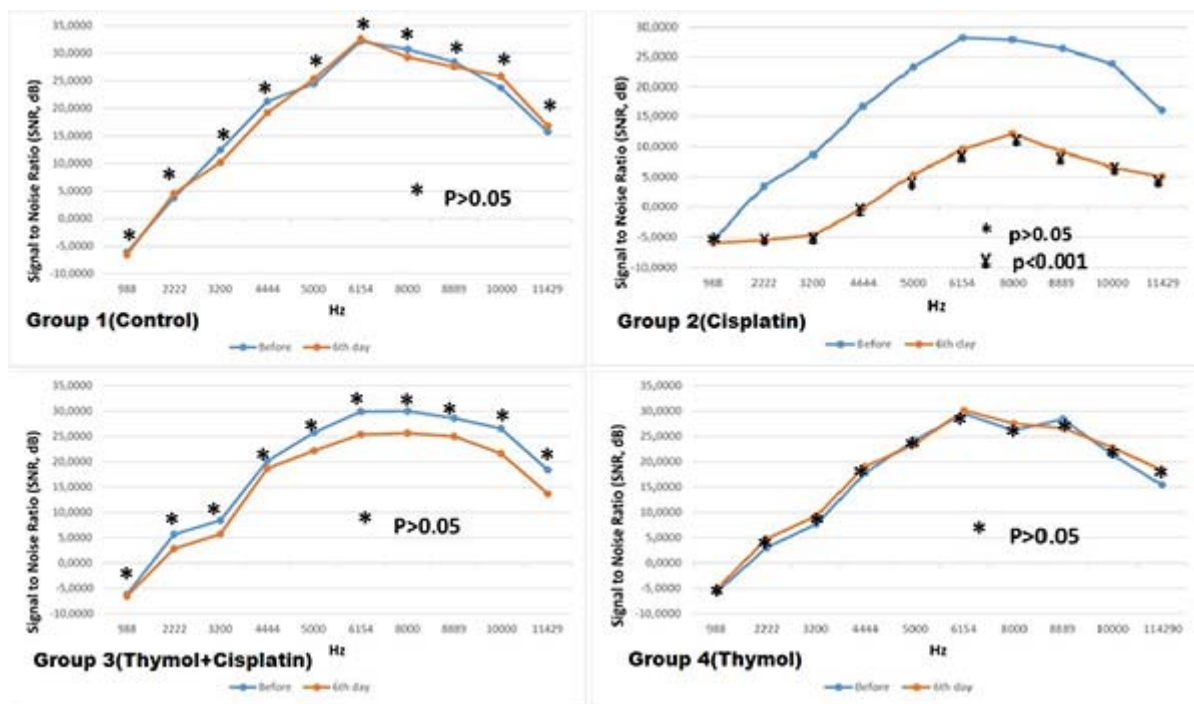 Signal to Noise Ratio (SNR, dB)
35,0000
30,0000
25,0000
20,0000
15,0000
10,0000
5,0000
0,0000
-5,0000
-10,0000
* P>0.05
988 2222 3200 4444 5000 6154 8000 8889 10000 11429
Hz
Group 1(Control)
Before 6th day
Signal to Noise Ratio (SNR, dB)
30,0000
25,0000
20,0000
15,0000
10,0000
5,0000
0,0000
-5,0000
-10,0000
* p>0.05
¥ p<0.001
988 2222 3200 4444 5000 6154 8000 8889 10000 11429
Hz
Group 2(Cisplatin)
Before 6th day
Signal to Noise Ratio (SNR, dB)
35,0000
30,0000
25,0000
20,0000
15,0000
10,0000
5,0000
0,0000
-5,0000
-10,0000
* P>0.05
988 2222 3200 4444 5000 6154 8000 8889 10000 11429
Hz
Group 3(Thymol+Cisplatin)
Before 6th day
Signal to Noise Ratio (SNR, dB)
35,0000
30,0000
25,0000
20,0000
15,0000
10,0000
5,0000
0,0000
-5,0000
-10,0000
* P>0.05
988 2222 3200 4444 5000 6154 8000 8889 10000 114290
Hz
Group 4(Thymol)
Before 6th day